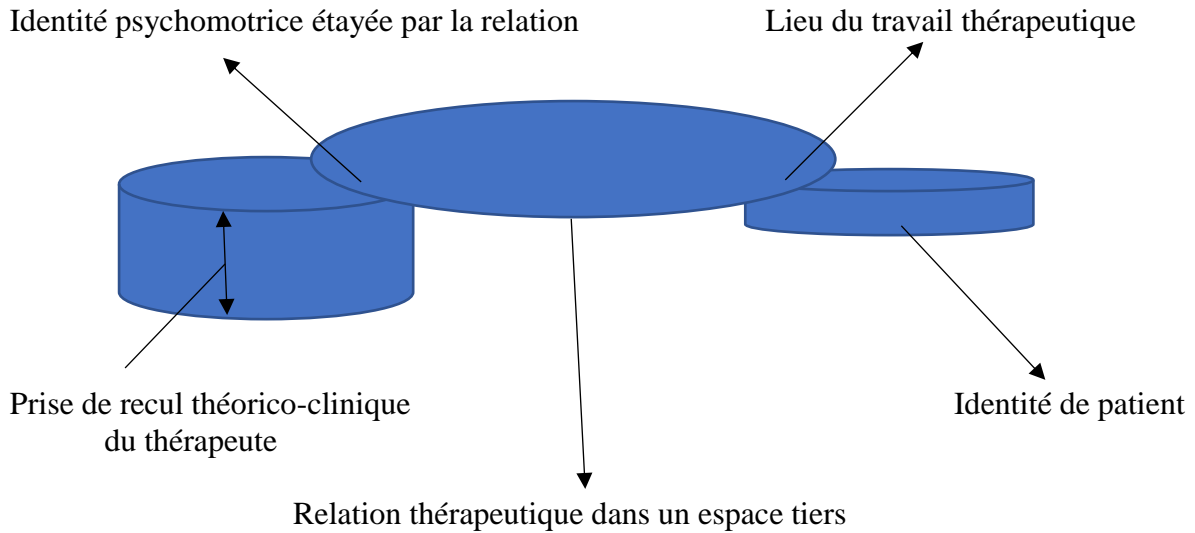 Identité psychomotrice étayée par la relation
Lieu du travail thérapeutique
Prise de recul théorico-clinique
du thérapeute
Identité de patient
Relation thérapeutique dans un espace tiers